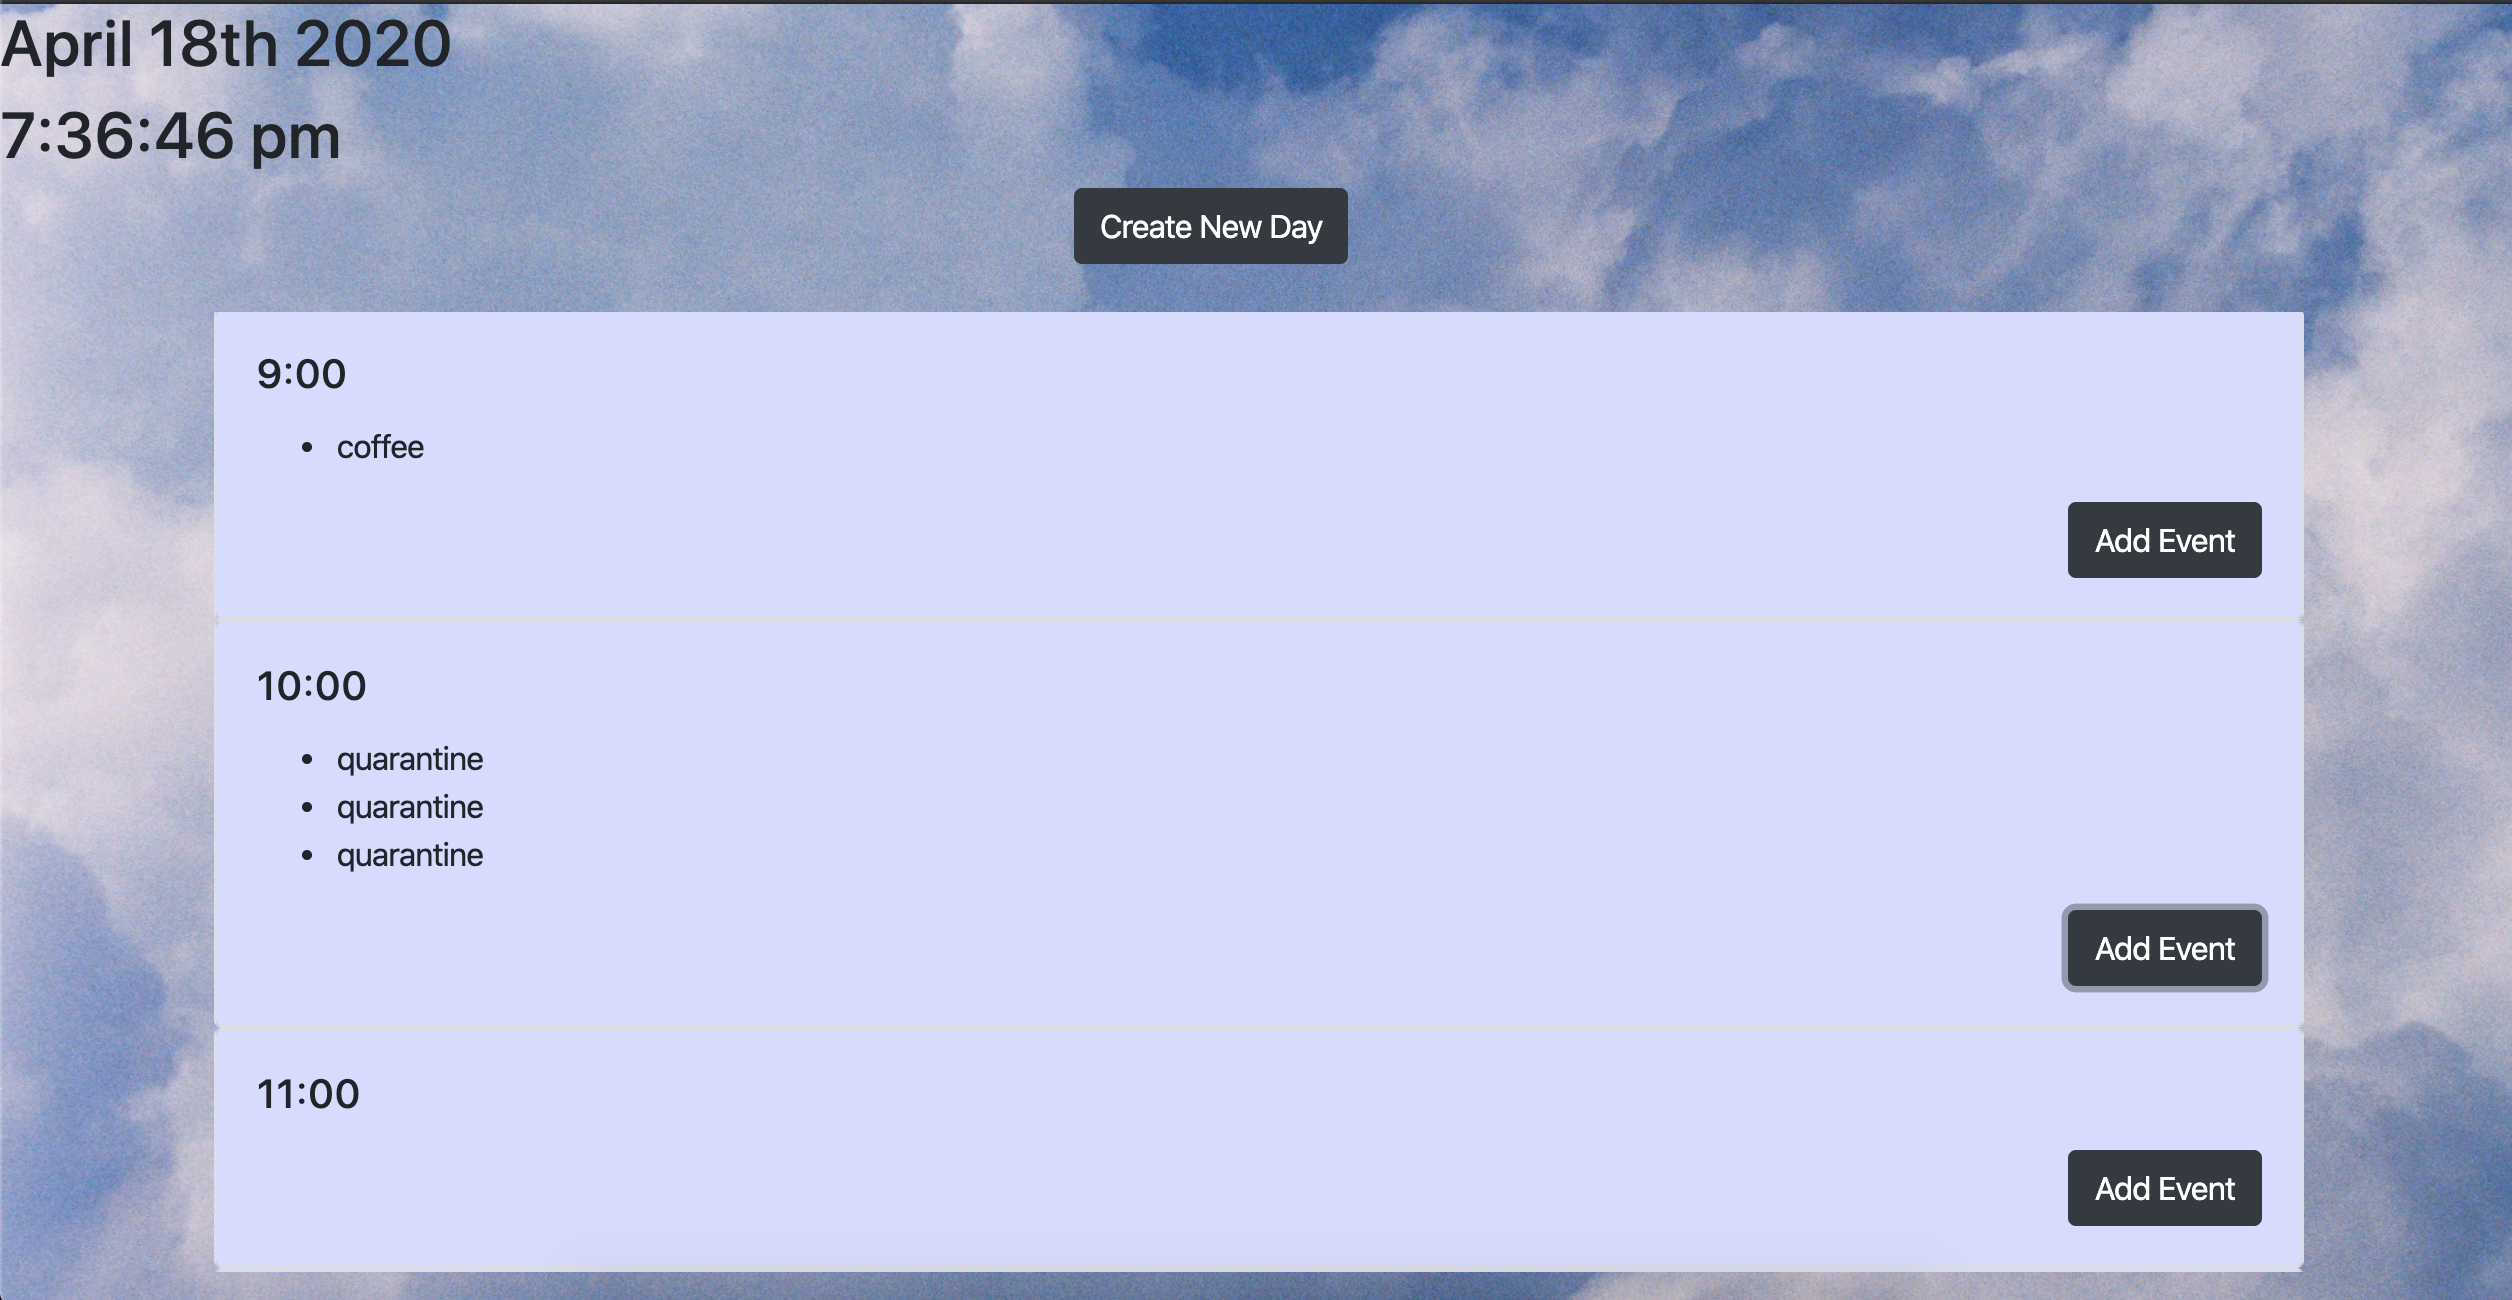 April 18th 2020
7:36:46 pm
Create New Day
9:00
coffee
Add Event
10:00
quarantine
quarantine
quarantine
Add Event
11:00
Add Event